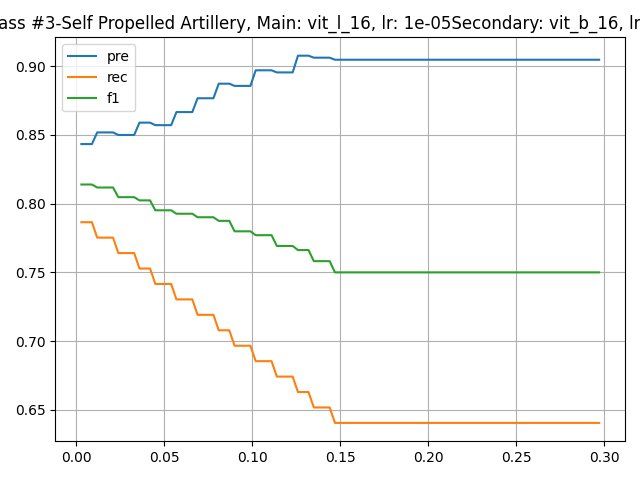 ass #3-Self Propelled Artillery, Main: vit_l_16, lr: 1e-05Secondary: vit_b_16, lr
pre
rec
f1
0.90
0.85
0.80
0.75
0.70
0.65
0.00 0.05 0.10 0.15 0.20 0.25 0.30